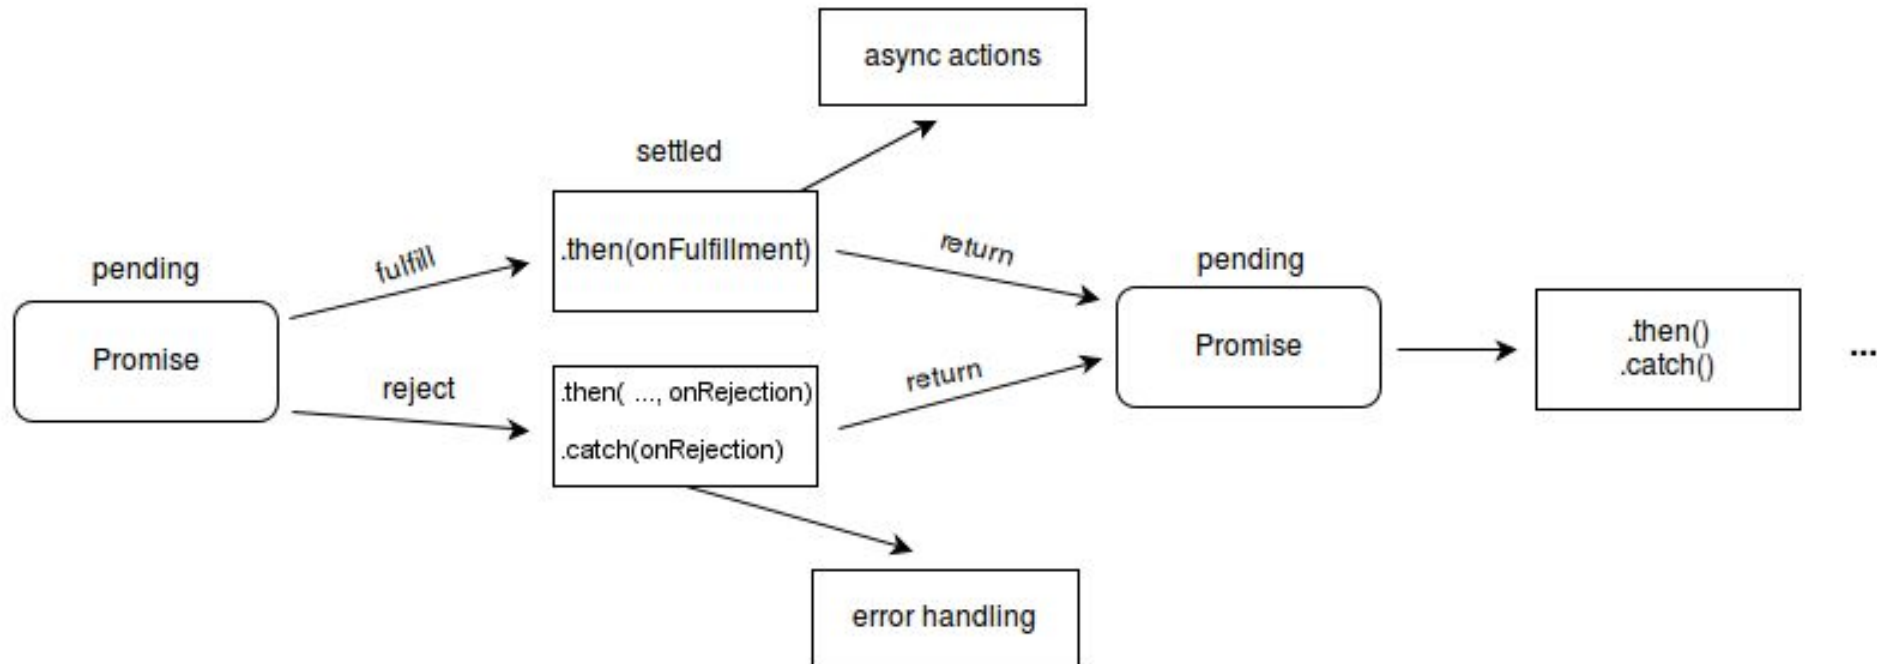 async actions
settled
.then(onFulfillment)
fulfill
return
pending
pending
Promise
Promise
.then()
.catch()
...
reject
.then( ..., onRejection)
return
.catch(onRejection)
error handling